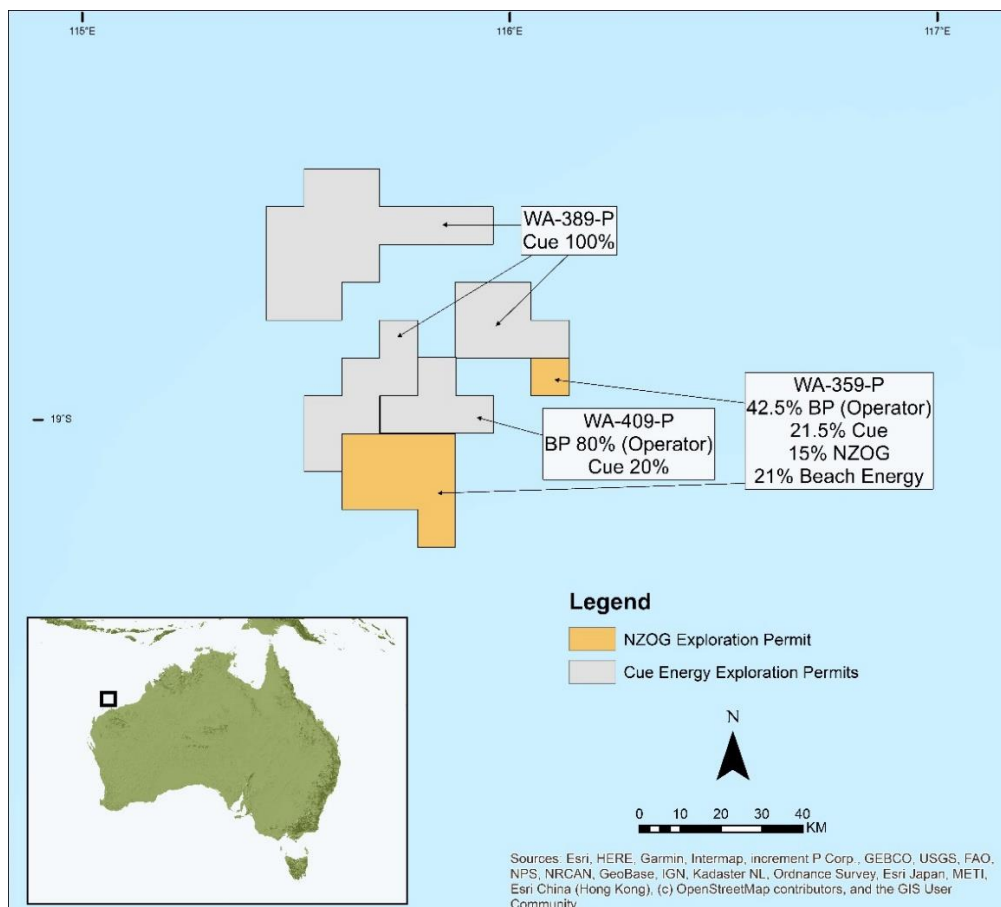 115°E
116°E
117°E
WA-389-P
Cue 100%
19°S
WA-409-P
BP 80% (Operator)
Cue 20%
WA-359-P
42.5% BP (Operator)
21.5% Cue
15% NZOG
21% Beach Energy
Legend
NZOG Exploration Permit
Cue Energy Exploration Permits
N
0 10 20 30 40
KM
Sources: Esri, HERE, Garmin, Intermap, increment P Corp., GEBCO, USGS, FAO,
NPS, NRCAN, GeoBase, IGN, Kadaster NL, Ordnance Survey, Esri Japan, METI,
Esri China (Hong Kong), (c) OpenStreetMap contributors, and the GIS User
Community